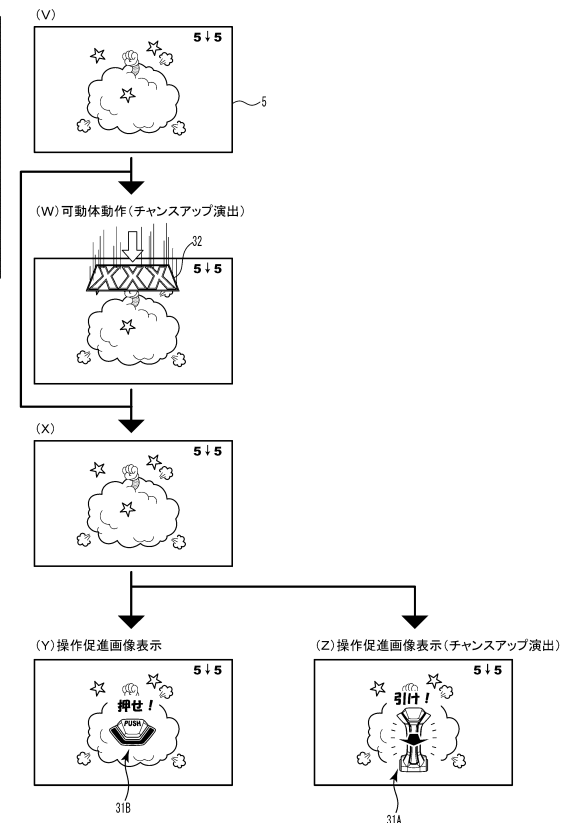 (V)
5↓5
5
(W)可動体動作(チャンスアップ演出)
32
XXX
5↓5
(X)
5↓5
(Y)操作促進画像表示
(Z)操作促進画像表示(チャンスアップ演出)
5↓5
押せ!
PUSH
31B
5↓5
引け!
31A